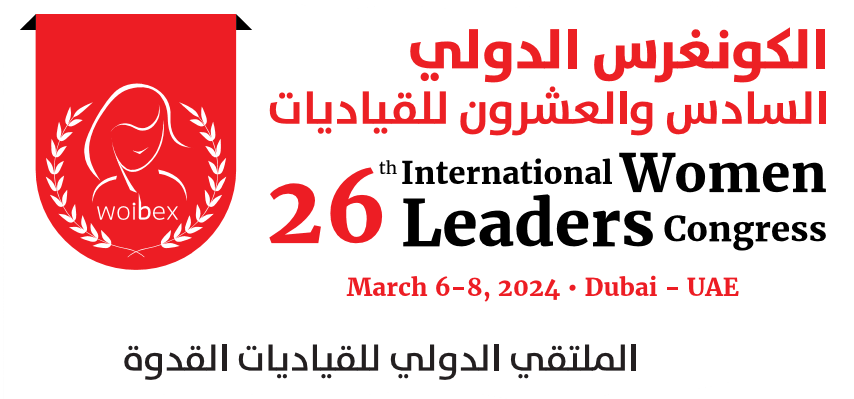 woibex
الكونغرس الدولي
السادس والعشرون للقياديات
26th International Women
Leaders Congress
March 6-8, 2024 • Dubai - UAE
الملتقي الدولي للقياديات القدوة